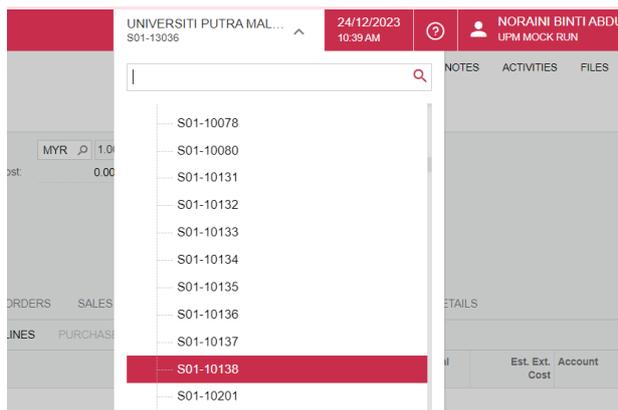 UNIVERSITI PUTRA MAL...
S01-13036
24/12/2023
10:39 AM
NORAINI BINTI ABDU
UPM MOCK RUN
NOTES ACTIVITIES FILES
MYR 1.00
ost: 0.00
S01-10078
S01-10080
S01-10131
S01-10132
S01-10133
S01-10134
S01-10135
S01-10136
S01-10137
S01-10138
S01-10201
ORDERS SALES ETAILS
LINES PURCHASE
Est. Ext. Cost
Account